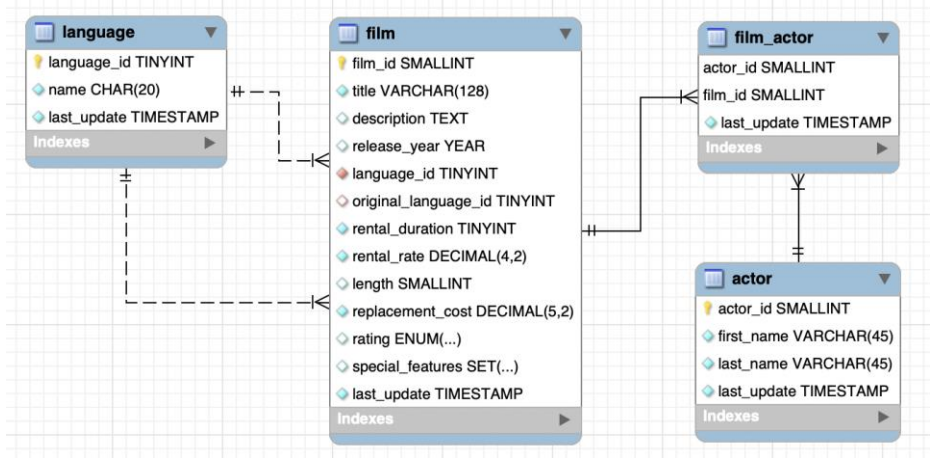 language
language_id TINYINT
name CHAR(20)
last_update TIMESTAMP
Indexes
film
film_id SMALLINT
title VARCHAR(128)
description TEXT
release_year YEAR
language_id TINYINT
original_language_id TINYINT
rental_duration TINYINT
rental_rate DECIMAL(4,2)
length SMALLINT
replacement_cost DECIMAL(5,2)
rating ENUM(...)
special_features SET(...)
last_update TIMESTAMP
Indexes
film_actor
actor_id SMALLINT
film_id SMALLINT
last_update TIMESTAMP
Indexes
actor
actor_id SMALLINT
first_name VARCHAR(45)
last_name VARCHAR(45)
last_update TIMESTAMP
Indexes